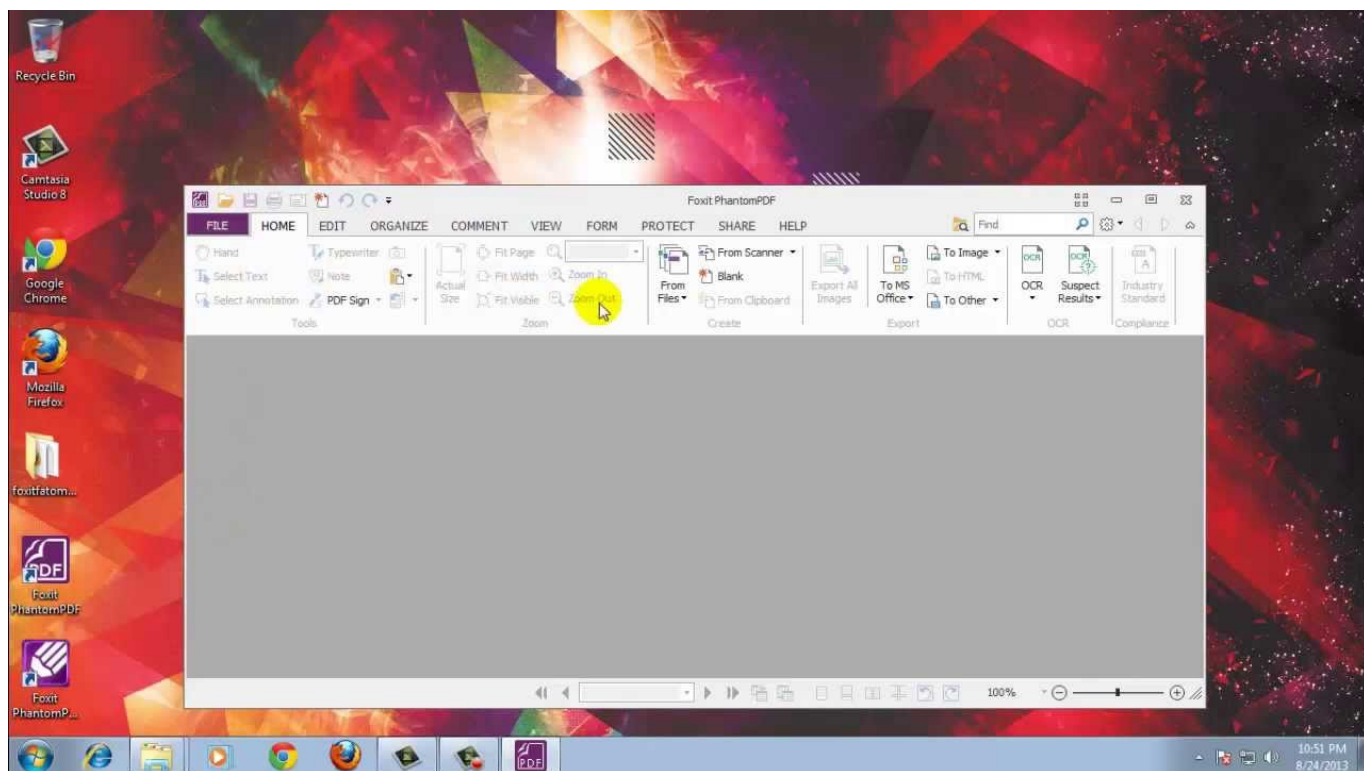 Recycle Bin
Camtasia
Studio 8
Google
Chrome
Mozilla
Firefox
foxitfatom...
PDF
Foxit
PhantomPDF
Foxit
PhantomP...
Foxit PhantomPDF
FILE HOME EDIT ORGANIZE COMMENT VIEW FORM PROTECT SHARE HELP Find
Hand Typewriter Fit Page From Scanner To Image
Select Text Note Fit Width Zoom In Blank To HTML
Select Annotation PDF Sign Actual Size Fit Visible Zoom Out From Files From Clipboard Export All Images To MS Office To Other OCR Suspect Results Industry Standard
Tools Zoom Create Export OCR Compliance
100%
PDF
10:51 PM
8/24/2013